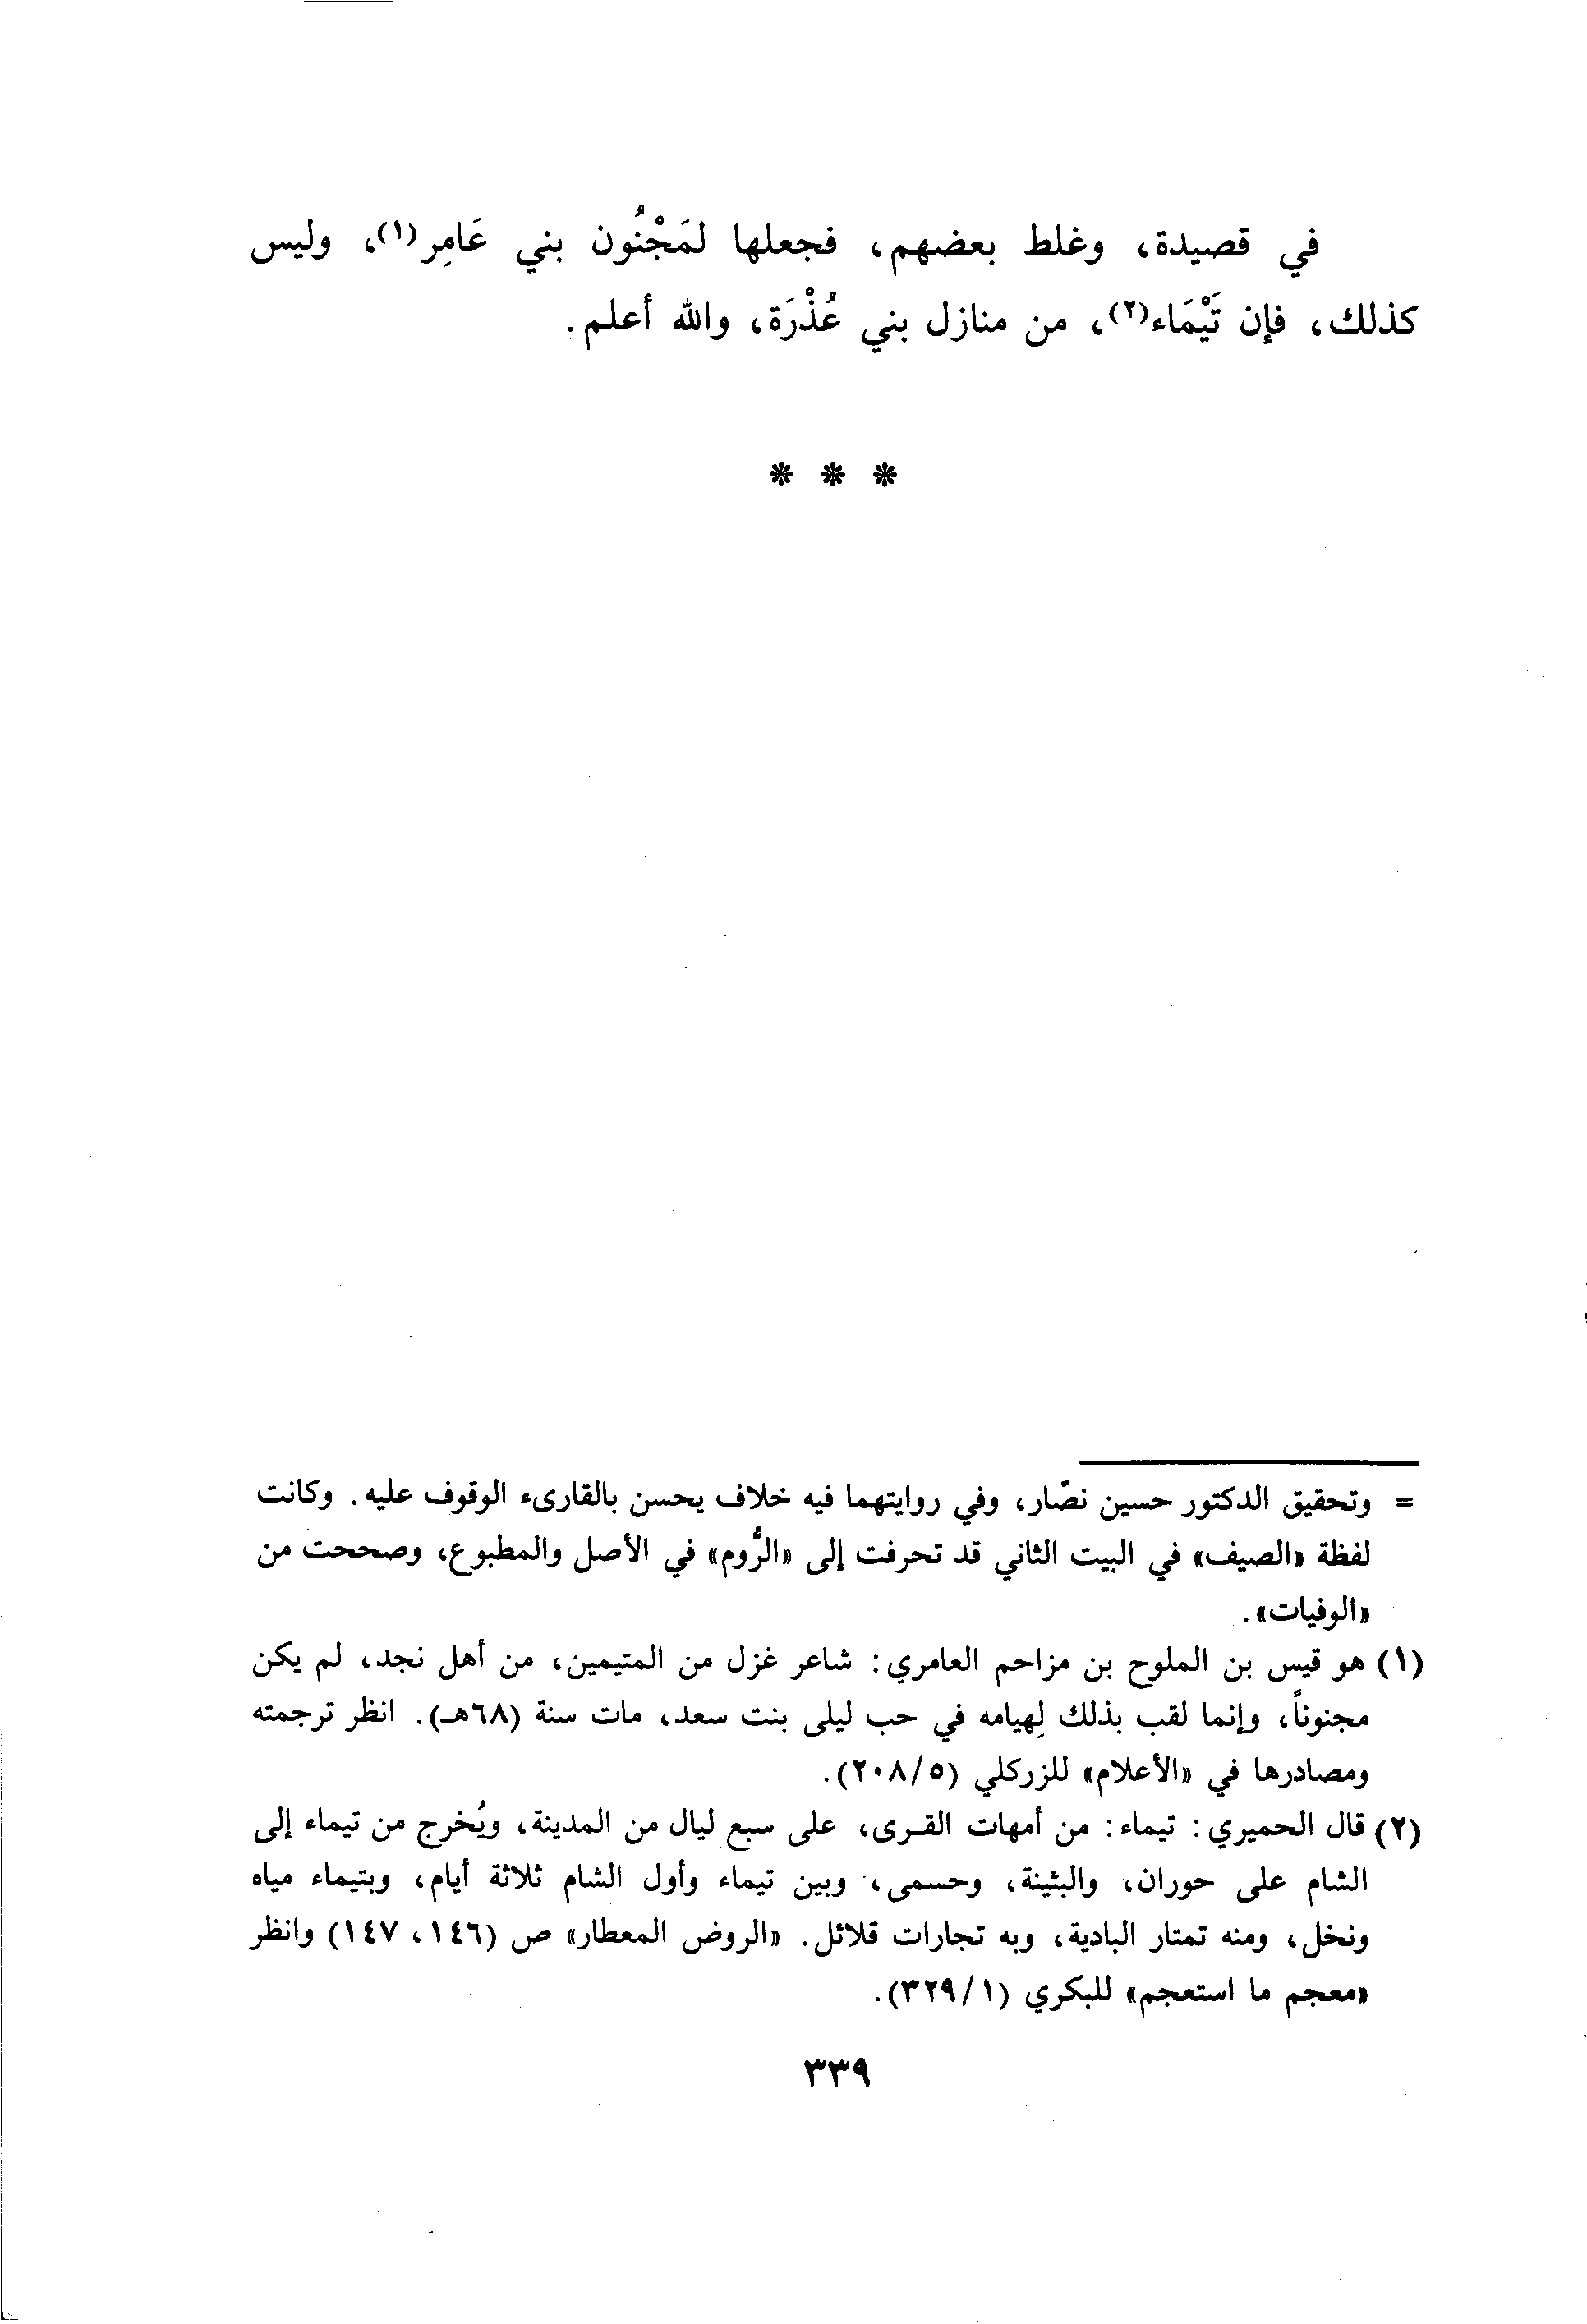 في قصيدة، وغلط بعضهم، فجعلها لمَجْنُون بني عَامِر(١)، وليس
كذلك، فإن تَيْمَاء(٢)، من منازل بني عُذْرَة، والله أعلم.
* * *
= وتحقيق الدكتور حسين نصّار، وفي روايتهما فيه خلاف يحسن بالقارىء الوقوف عليه. وكانت
لفظة «الصيف» في البيت الثاني قد تحرفت إلى «الرُّوم» في الأصل والمطبوع، وصححت من
«الوفيات».
(١) هو قيس بن الملوح بن مزاحم العامري: شاعر غزل من المتيمين، من أهل نجد، لم يكن
مجنوناً، وإنما لقب بذلك لِهيامه في حب ليلى بنت سعد، مات سنة (٦٨هـ). انظر ترجمته
ومصادرها في «الأعلام» للزركلي (٢٠٨/٥).
(٢) قال الحميري: تيماء: من أمهات القـرى، على سبع ليال من المدينة، ويُخرج من تيماء إلى
الشام على حوران، والبثينة، وحسمى، وبين تيماء وأول الشام ثلاثة أيام، وبتيماء مياه
ونخل، ومنه تمتار البادية، وبه تجارات قلائل. «الروض المعطار» ص (١٤٦، ١٤٧) وانظر
«معجم ما استعجم» للبكري (٣٢٩/١).
٣٣٩